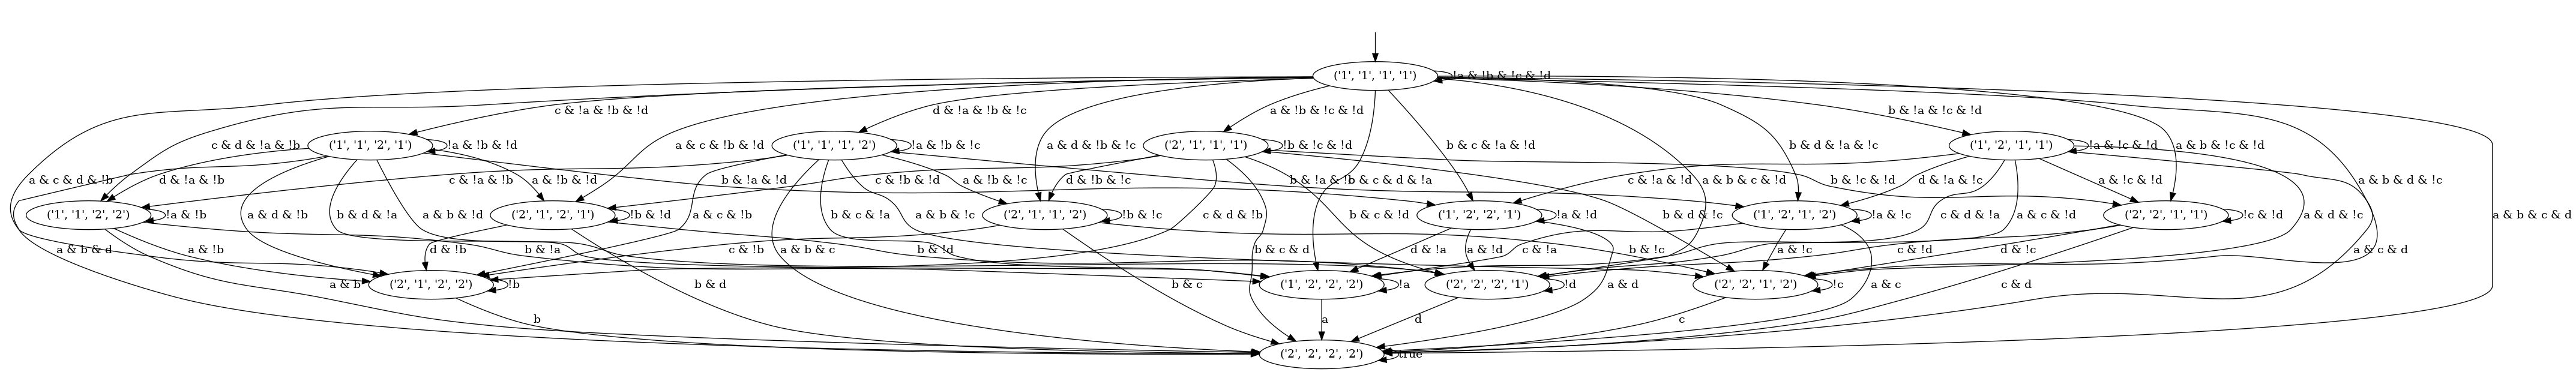 ('1', '1', '1', '1')
!a & !b & !c & !d
c & !a & !b & !d
d & !a & !b & !c
a & !b & !c & !d
b & !a & !c & !d
c & d & !a & !b
('1', '1', '2', '1')
!a & !b & !d
a & c & !b & !d
('1', '1', '1', '2')
!a & !b & !c
a & d & !b & !c
('2', '1', '1', '1')
!b & !c & !d
b & c & !a & !d
b & d & !a & !c
('1', '2', '1', '1')
!a & !c & !d
a & b & !c & !d
a & c & d & !b
d & !a & !b
a & !b & !d
b & !a & !d
c & !a & !b
a & !b & !c
c & !b & !d
d & !b & !c
b & !a & !c
b & c & d & !a
a & b & c & !d
b & !c & !d
c & !a & !d
d & !a & !c
a & !c & !d
a & b & d & !c
('1', '1', '2', '2')
!a & !b
a & d & !b
b & d & !a
a & b & !d
('2', '1', '2', '1')
!b & !d
a & c & !b
b & c & !a
a & b & !c
('2', '1', '1', '2')
!b & !c
c & d & !b
b & c & !d
('1', '2', '2', '1')
!a & !d
b & d & !c
('1', '2', '1', '2')
!a & !c
c & d & !a
a & c & !d
('2', '2', '1', '1')
!c & !d
a & d & !c
a & b & c & d
a & b & d
a & !b
b & !a
d & !b
b & !d
a & b & c
c & !b
b & c & d
b & !c
d & !a
a & !d
c & !a
a & !c
c & !d
d & !c
a & c & d
a & b
('2', '1', '2', '2')
!b
b & d
b & c
('1', '2', '2', '2')
!a
('2', '2', '2', '1')
!d
a & d
('2', '2', '1', '2')
!c
a & c
c & d
b
a
d
c
('2', '2', '2', '2')
true